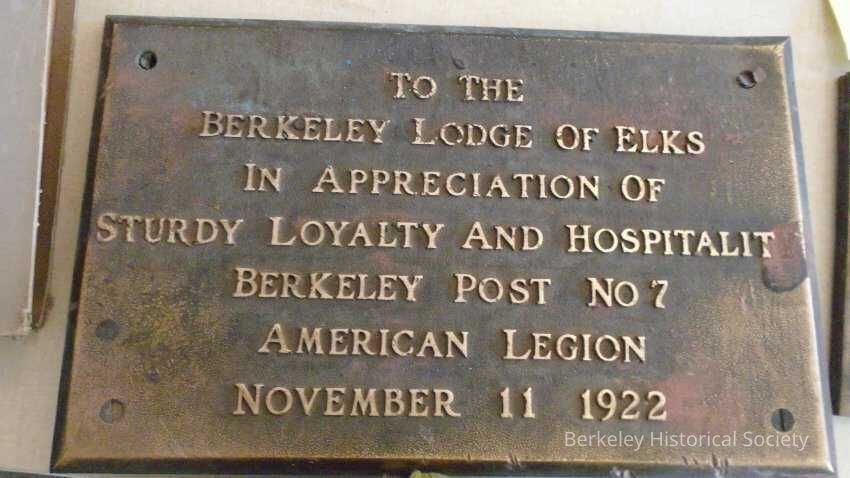 TO THE
BERKELEY LODGE OF ELKS
IN APPRECIATION OF
STURDY LOYALTY AND HOSPITALIT
BERKELEY POST NO 7
AMERICAN LEGION
NOVEMBER 11 1922
Berkeley Historical Society